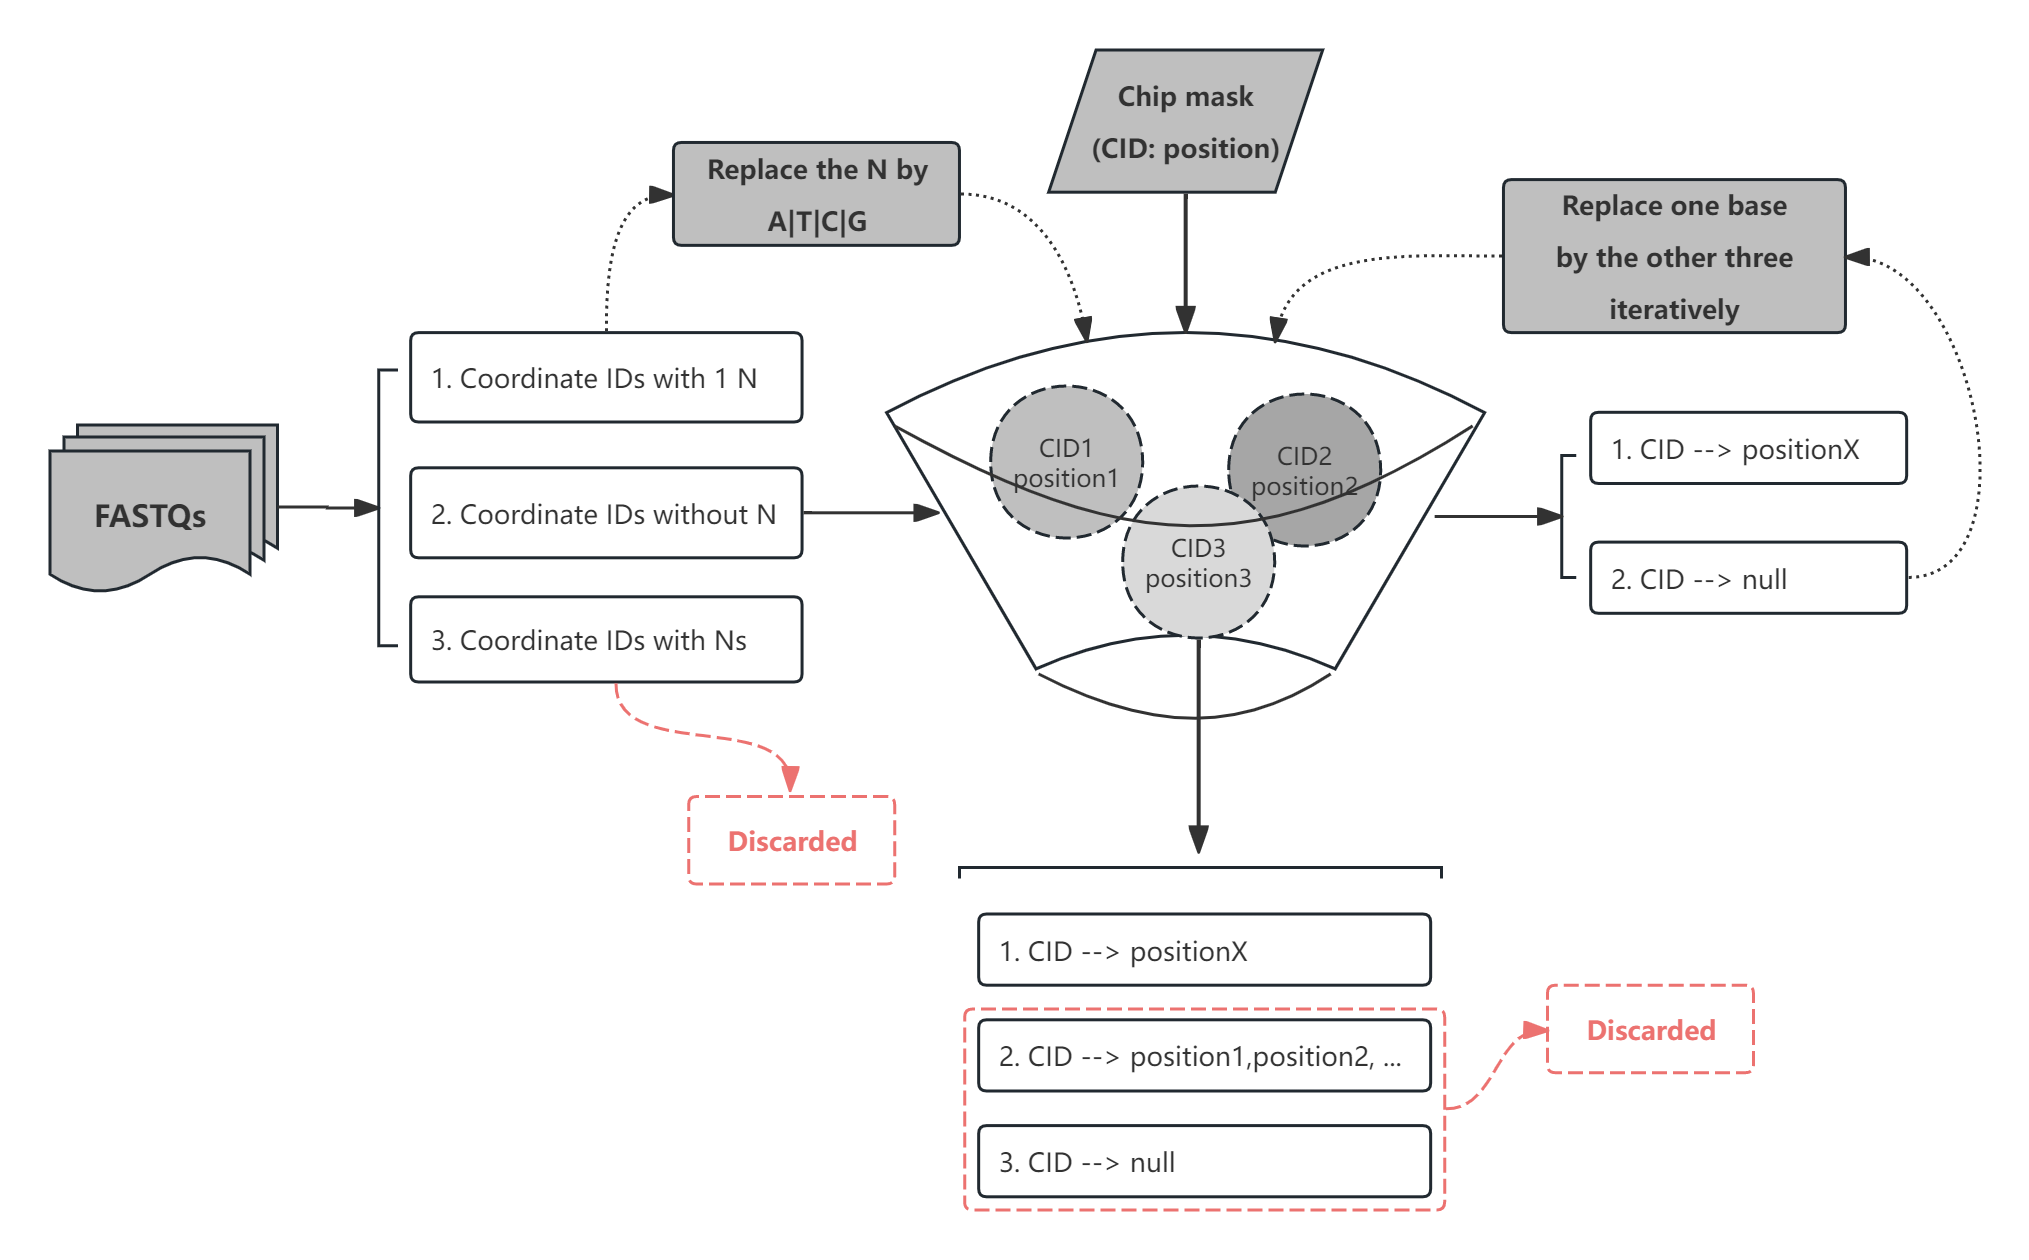 Chip mask
(CID: position)
Replace the N by
A|T|C|G
Replace one base
by the other three
iteratively
1. Coordinate IDs with 1 N
FASTQs
2. Coordinate IDs without N
3. Coordinate IDs with Ns
CID1
position1
CID2
position2
CID3
position3
1. CID --> positionX
2. CID --> null
Discarded
1. CID --> positionX
2. CID --> position1,position2, ...
3. CID --> null
Discarded